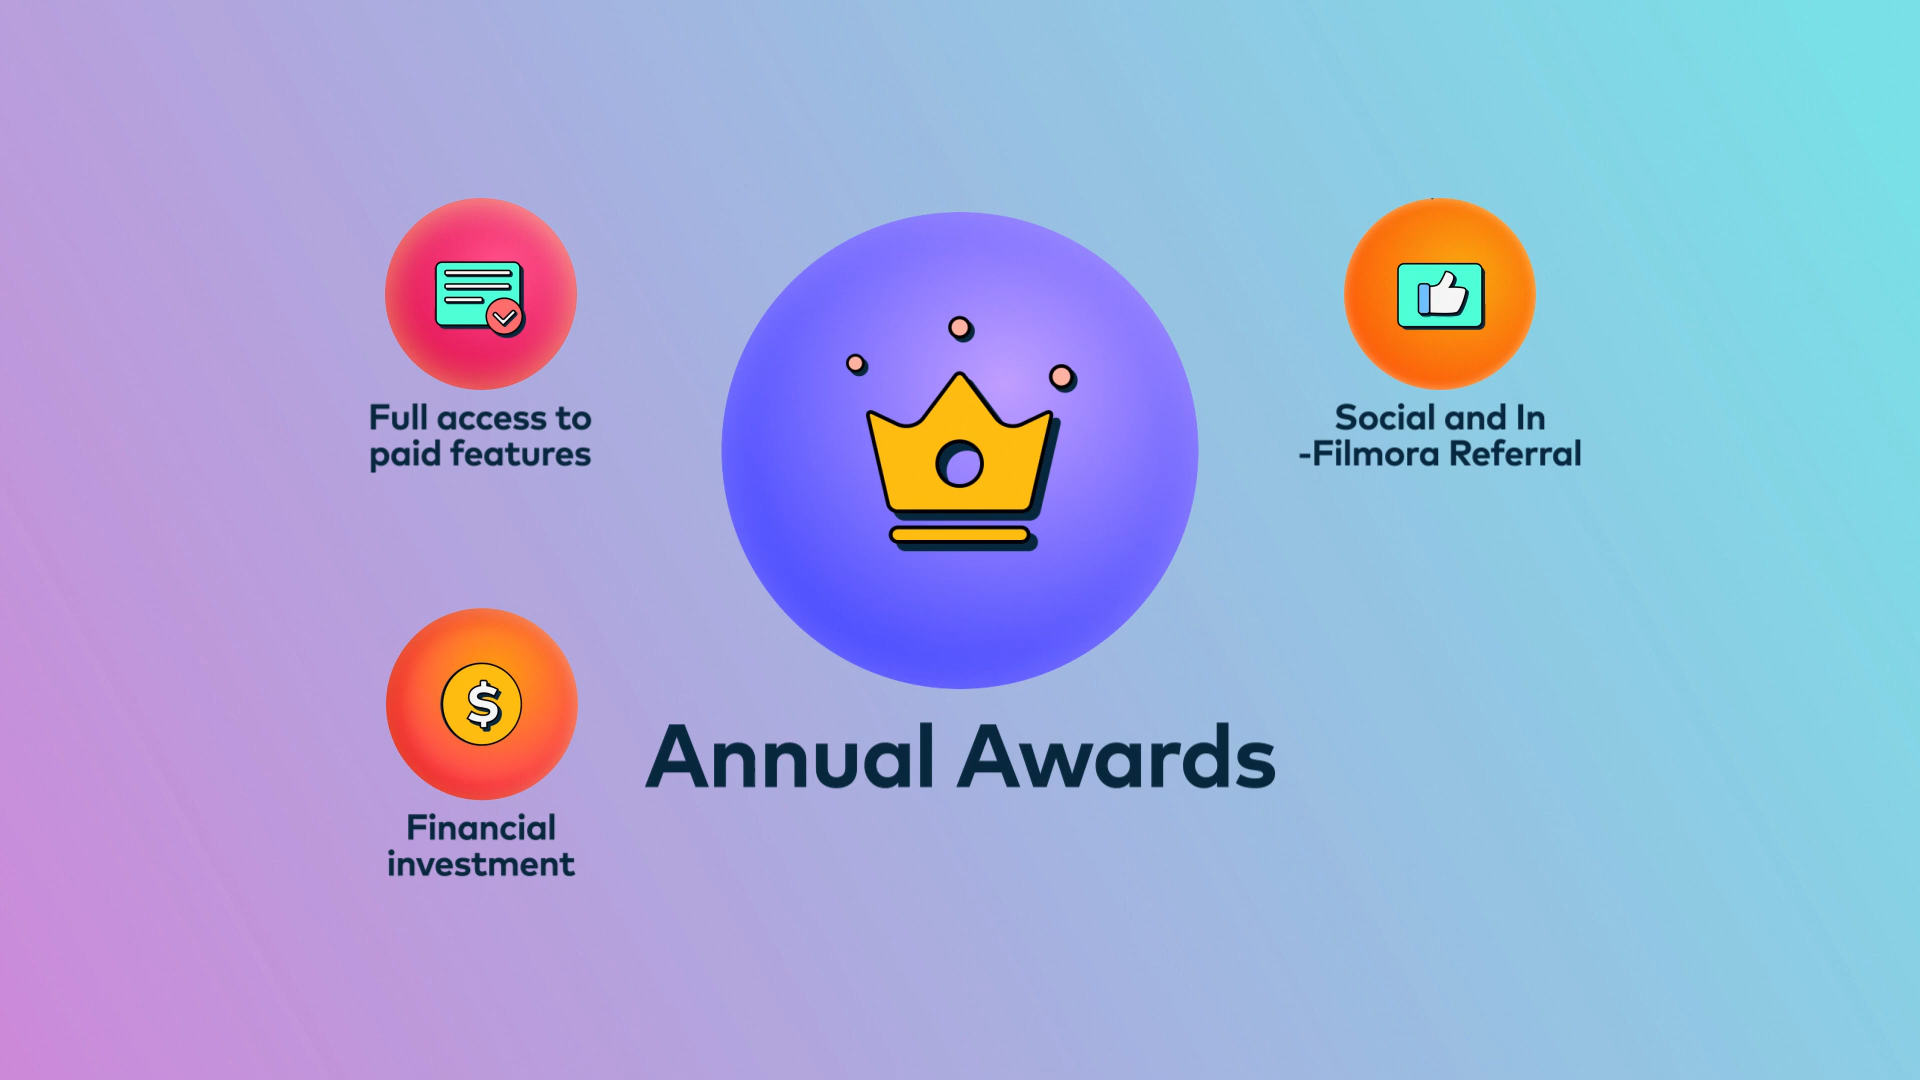 Full access to
paid features
Social and In
-Filmora Referral
Annual Awards
$
Financial
investment